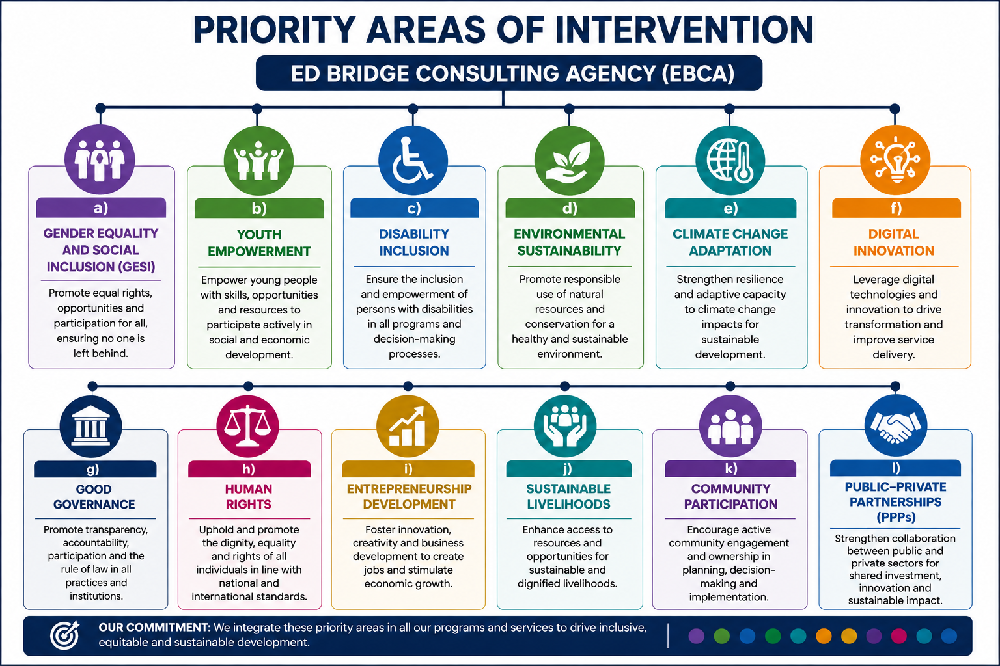 PRIORITY AREAS OF INTERVENTION
ED BRIDGE CONSULTING AGENCY (EBCA)
a)
GENDER EQUALITY
AND SOCIAL
INCLUSION (GESI)
Promote equal rights,
opportunities and
participation for all,
ensuring no one is
left behind.
b)
YOUTH
EMPOWERMENT
Empower young people
with skills, opportunities
and resources to
participate actively in
social and economic
development.
c)
DISABILITY
INCLUSION
Ensure the inclusion
and empowerment of
persons with disabilities
in all programs and
decision-making
processes.
d)
ENVIRONMENTAL
SUSTAINABILITY
Promote responsible
use of natural
resources and
conservation for a
healthy and sustainable
environment.
e)
CLIMATE CHANGE
ADAPTATION
Strengthen resilience
and adaptive capacity
to climate change
impacts for
sustainable
development.
f)
DIGITAL
INNOVATION
Leverage digital
technologies and
innovation to drive
transformation and
improve service
delivery.
g)
GOOD
GOVERNANCE
Promote transparency,
accountability,
participation and the
rule of law in all
practices and
institutions.
h)
HUMAN
RIGHTS
Uphold and promote
the dignity, equality
and rights of all
individuals in line with
national and
international standards.
i)
ENTREPRENEURSHIP
DEVELOPMENT
Foster innovation,
creativity and business
development to create
jobs and stimulate
economic growth.
j)
SUSTAINABLE
LIVELIHOODS
Enhance access to
resources and
opportunities for
sustainable and
dignified livelihoods.
k)
COMMUNITY
PARTICIPATION
Encourage active
community engagement
and ownership in
planning, decision-
making and
implementation.
l)
PUBLIC–PRIVATE
PARTNERSHIPS
(PPPs)
Strengthen collaboration
between public and
private sectors for
shared investment,
innovation and
sustainable impact.
OUR COMMITMENT: We integrate these priority areas in all our programs and services to drive inclusive,
equitable and sustainable development.